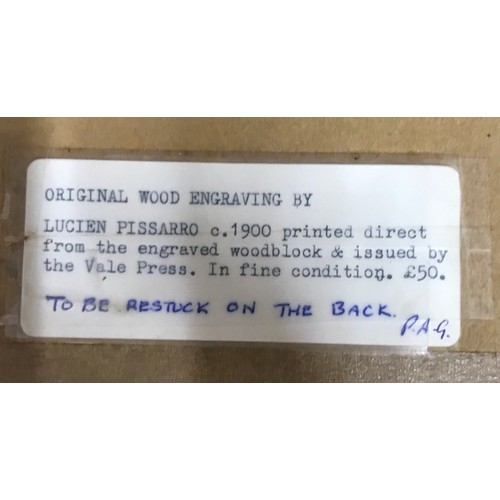 ORIGINAL WOOD ENGRAVING BY
LUCIEN PISSARRO c.1900 printed direct
from the engraved woodblock & issued by
the Vale Press. In fine condition. £50.
TO BE RESTUCK ON THE BACK.
P.A.G.